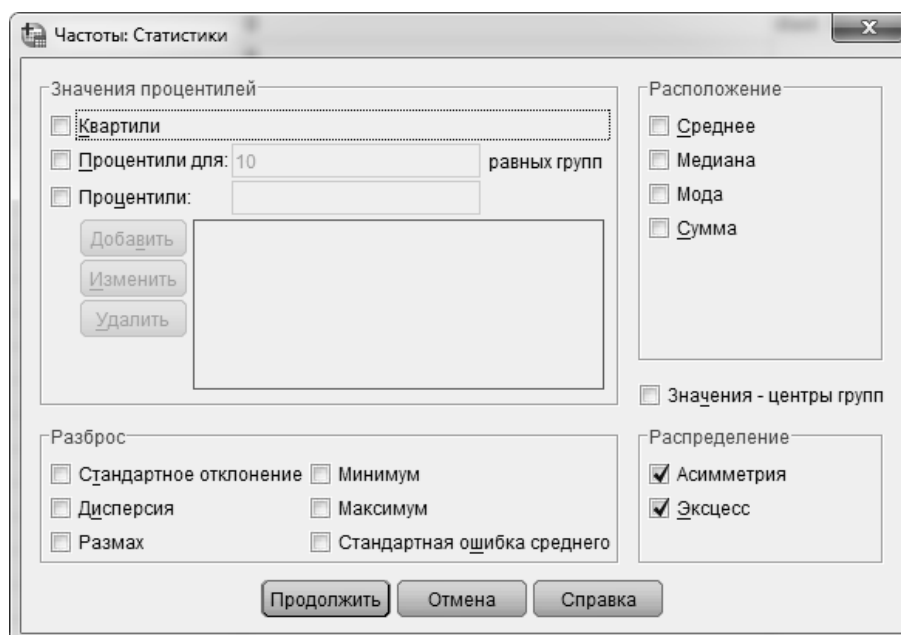 Частоты: Статистики
Значения процентилей
Квартили
Процентили для: 10 равных групп
Процентили:
Добавить
Изменить
Удалить
Расположение
Среднее
Медиана
Мода
Сумма
Значения - центры групп
Разброс
Стандартное отклонение Минимум
Дисперсия Максимум
Размах Стандартная ошибка среднего
Распределение
Асимметрия
Эксцесс
Продолжить Отмена Справка